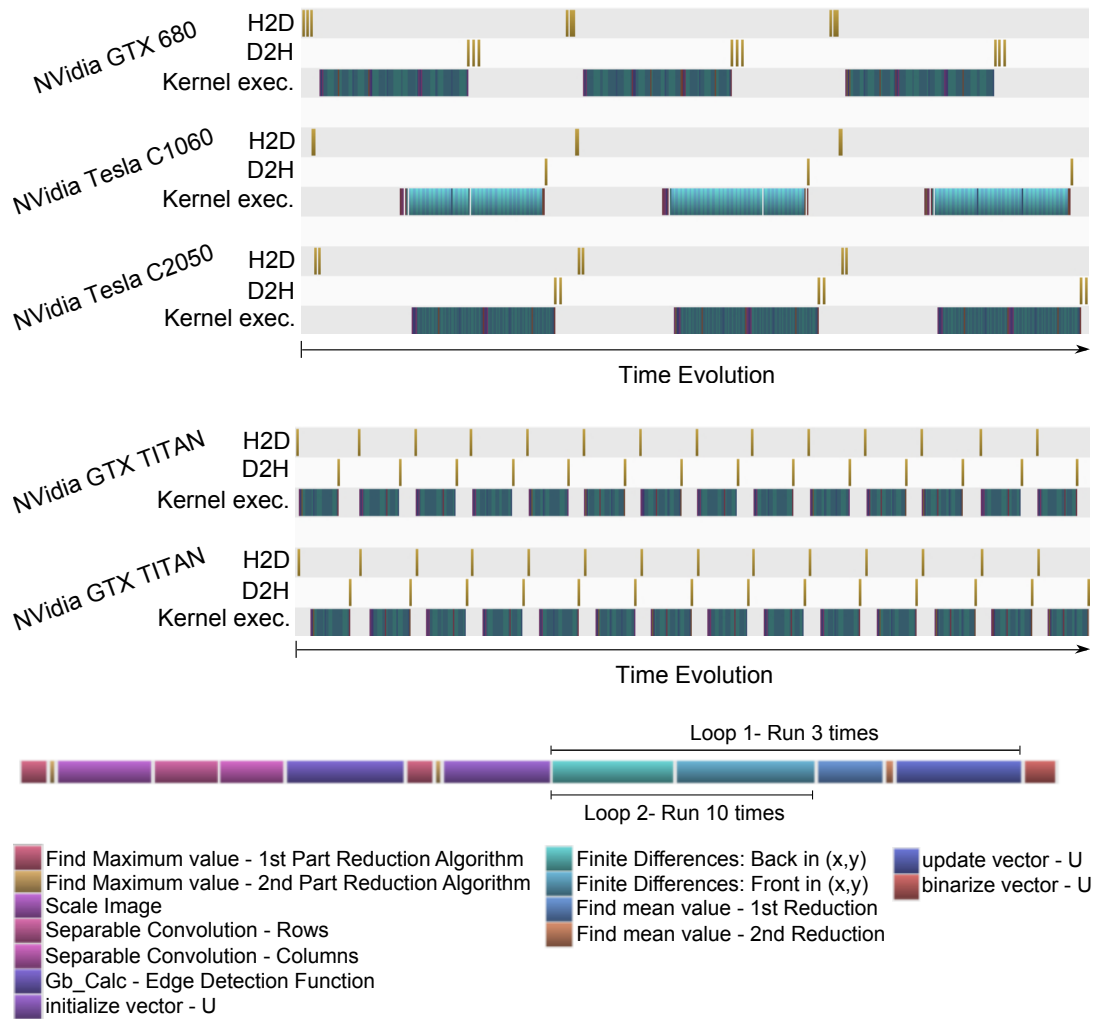 NVidia GTX 680
H2D
D2H
Kernel exec.
NVidia Tesla C1060
H2D
D2H
Kernel exec.
NVidia Tesla C2050
H2D
D2H
Kernel exec.
Time Evolution
NVidia GTX TITAN
H2D
D2H
Kernel exec.
NVidia GTX TITAN
H2D
D2H
Kernel exec.
Time Evolution
Loop 1- Run 3 times
Loop 2- Run 10 times
Find Maximum value - 1st Part Reduction Algorithm
Find Maximum value - 2nd Part Reduction Algorithm
Scale Image
Separable Convolution - Rows
Separable Convolution - Columns
Gb_Calc - Edge Detection Function
initialize vector - U
Finite Differences: Back in (x,y)
Finite Differences: Front in (x,y)
Find mean value - 1st Reduction
Find mean value - 2nd Reduction
update vector - U
binarize vector - U